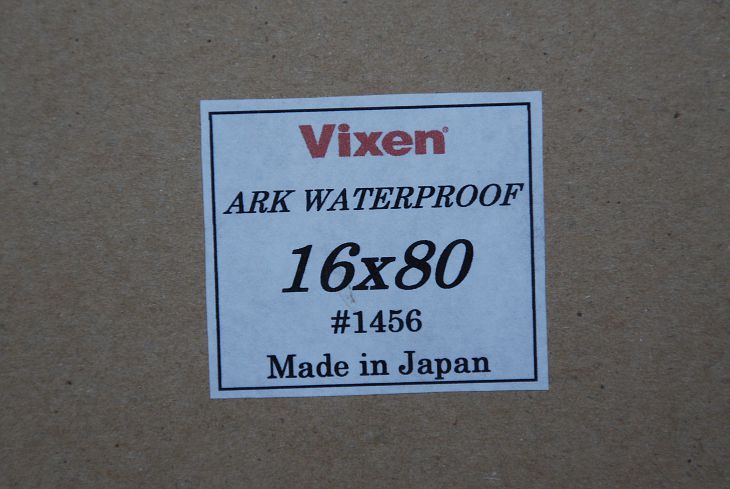 Vixen®
ARK WATERPROOF
16x80
#1456
Made in Japan